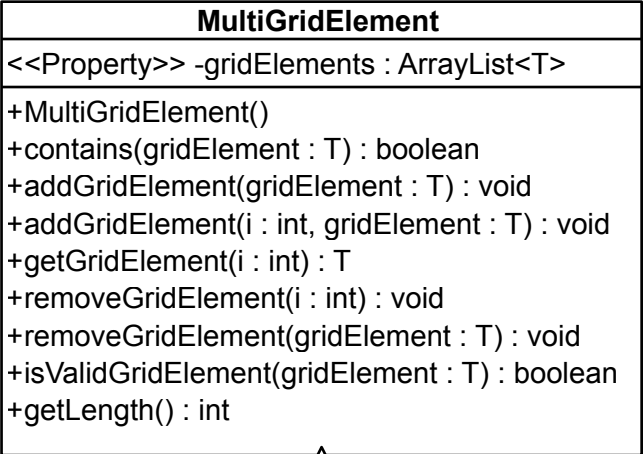 MultiGridElement
<<Property>> -gridElements : ArrayList<T>
+MultiGridElement()
+contains(gridElement : T) : boolean
+addGridElement(gridElement : T) : void
+addGridElement(i : int, gridElement : T) : void
+getGridElement(i : int) : T
+removeGridElement(i : int) : void
+removeGridElement(gridElement : T) : void
+isValidGridElement(gridElement : T) : boolean
+getLength() : int